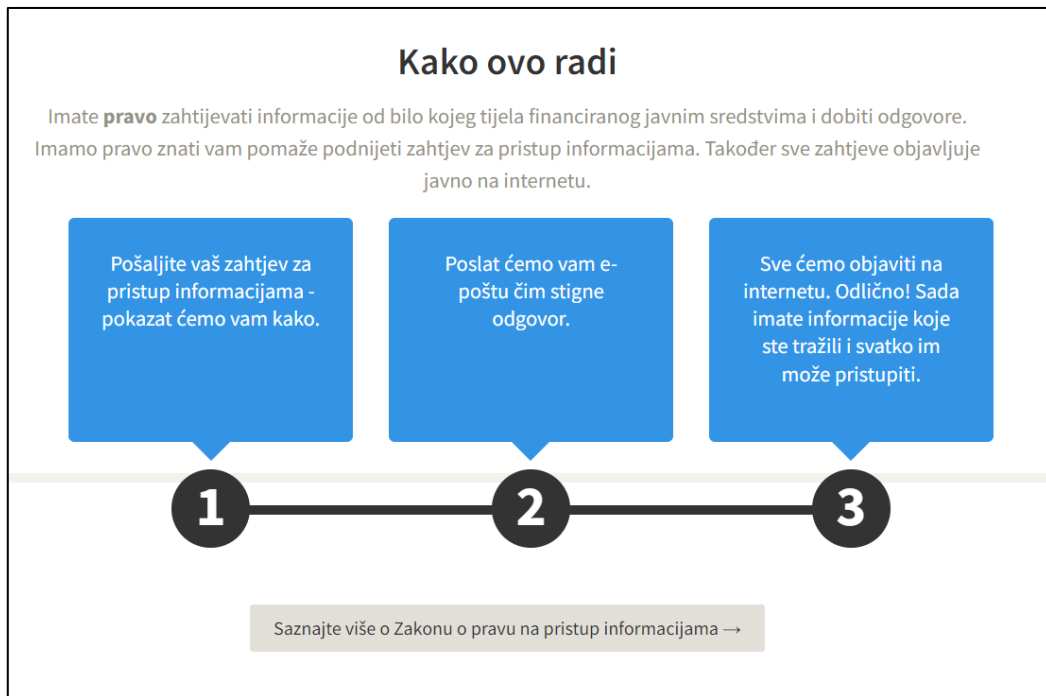 Kako ovo radi
Imate pravo zahtijevati informacije od bilo kojeg tijela financiranog javnim sredstvima i dobiti odgovore.
Imamo pravo znati vam pomaže podnijeti zahtjev za pristup informacijama. Također sve zahtjeve objavljuje
javno na internetu.
Pošaljite vaš zahtjev za
pristup informacijama -
pokazat ćemo vam kako.
Poslat ćemo vam e-
poštu čim stigne
odgovor.
Sve ćemo objaviti na
internetu. Odlično! Sada
imate informacije koje
ste tražili i svatko im
može pristupiti.
1
2
3
Saznajte više o Zakonu o pravu na pristup informacijama →